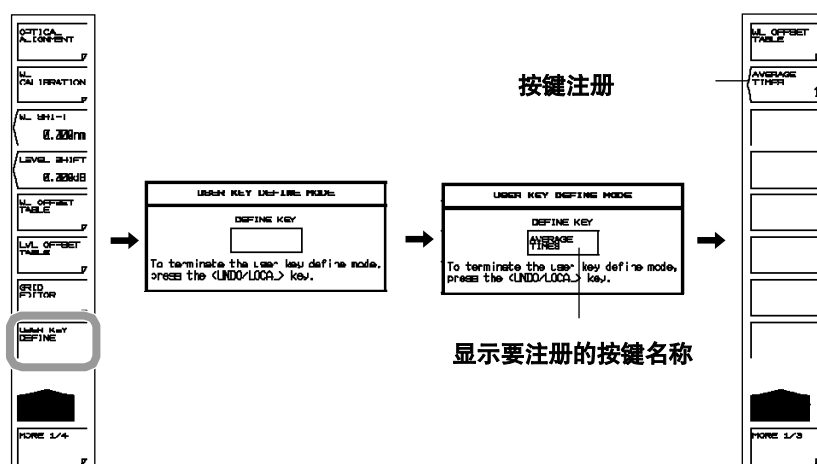 OPTICAL
ALIGNMENT
WL
CALIBRATION
WL SHIFT
0.000nm
LEVEL SHIFT
0.000dB
WL OFFSET
TABLE
LVL OFFSET
TABLE
GRID
EDITOR
USER KEY
DEFINE
MORE 1/4
USER KEY DEFINE MODE
DEFINE KEY
To terminate the user key define mode,
press the <UNDO/LOCAL> key.
USER KEY DEFINE MODE
DEFINE KEY
AVERAGE
TIMES
To terminate the user key define mode,
press the <UNDO/LOCAL> key.
显示要注册的按键名称
按键注册
WL OFFSET
TABLE
AVERAGE
TIMES
1
MORE 1/3